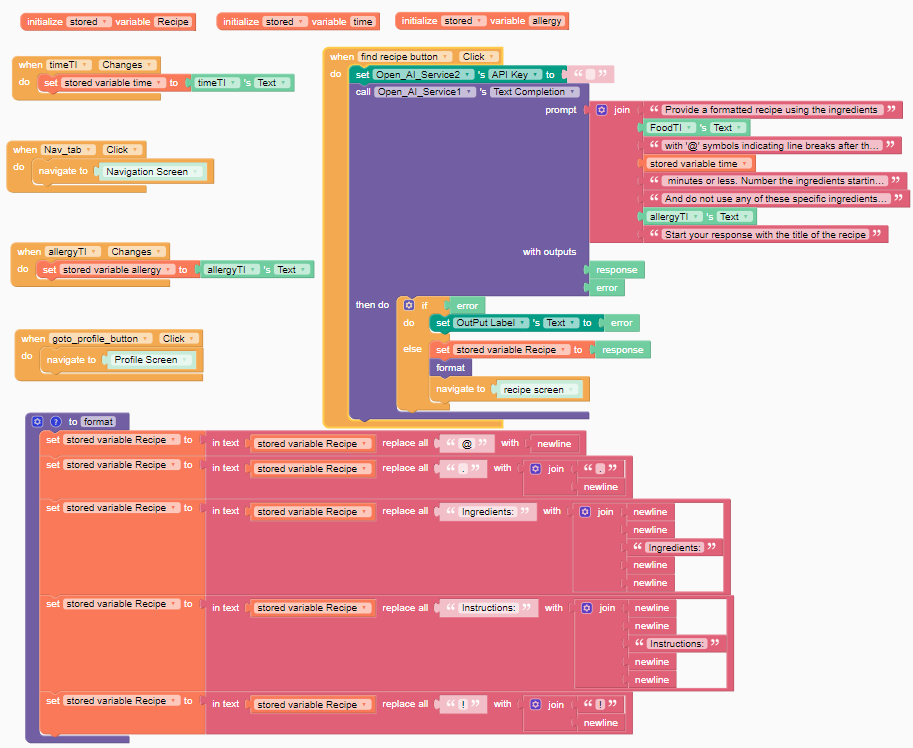 initialize stored variable Recipe
initialize stored variable time
initialize stored variable allergy
when timeTI Changes
do set stored variable time to timeTI 's Text
when Nav_tab Click
do navigate to Navigation Screen
when allergyTI Changes
do set stored variable allergy to allergyTI 's Text
when goto_profile_button Click
do navigate to Profile Screen
when find recipe button Click
do set Open_AI_Service2 's API Key to “ ”
call Open_AI_Service1 's Text Completion
prompt join “ Provide a formatted recipe using the ingredients ”
FoodTI 's Text
“ with '@' symbols indicating line breaks after th... ”
stored variable time
“ minutes or less. Number the ingredients startin... ”
“ And do not use any of these specific ingredients... ”
allergyTI 's Text
“ Start your response with the title of the recipe ”
with outputs
response
error
then do if error
do set OutPut Label 's Text to error
else set stored variable Recipe to response
format
navigate to recipe screen
? to format
set stored variable Recipe to in text stored variable Recipe replace all “ @ ” with newline
set stored variable Recipe to in text stored variable Recipe replace all “ . ” with join “ . ”
newline
set stored variable Recipe to in text stored variable Recipe replace all “ Ingredients: ” with join newline
newline
“ Ingredients: ”
newline
newline
set stored variable Recipe to in text stored variable Recipe replace all “ Instructions: ” with join newline
newline
“ Instructions: ”
newline
newline
set stored variable Recipe to in text stored variable Recipe replace all “ ! ” with join “ ! ”
newline